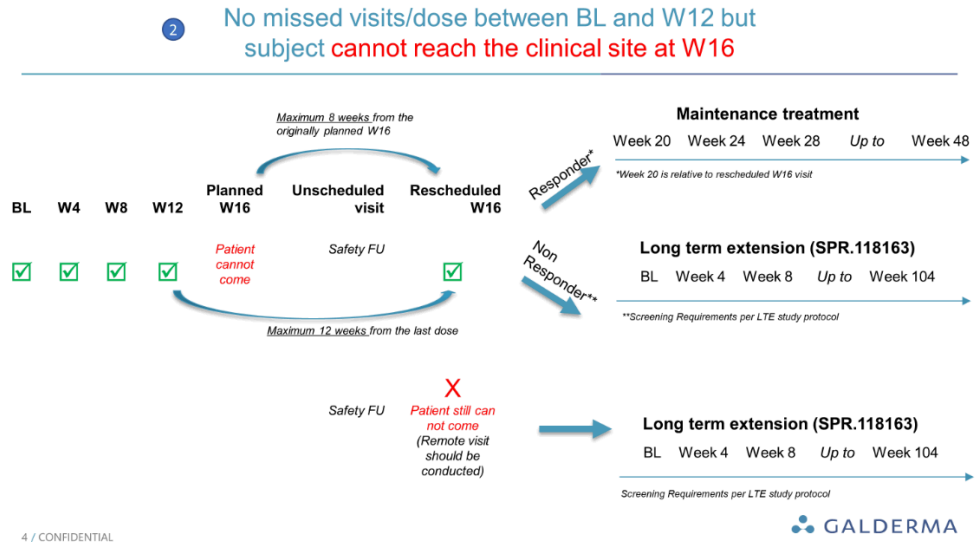 2
No missed visits/dose between BL and W12 but
subject cannot reach the clinical site at W16
Maximum 8 weeks from the
originally planned W16
BL
W4
W8
W12
Planned
W16
Unscheduled
visit
Rescheduled
W16
Patient
cannot
come
Safety FU
Maximum 12 weeks from the last dose
Responder*
Maintenance treatment
Week 20 Week 24 Week 28 Up to Week 48
*Week 20 is relative to rescheduled W16 visit
Non
Responder**
Long term extension (SPR.118163)
BL Week 4 Week 8 Up to Week 104
**Screening Requirements per LTE study protocol
X
Safety FU
Patient still can
not come
(Remote visit
should be
conducted)
Long term extension (SPR.118163)
BL Week 4 Week 8 Up to Week 104
Screening Requirements per LTE study protocol
4 / CONFIDENTIAL
GALDERMA